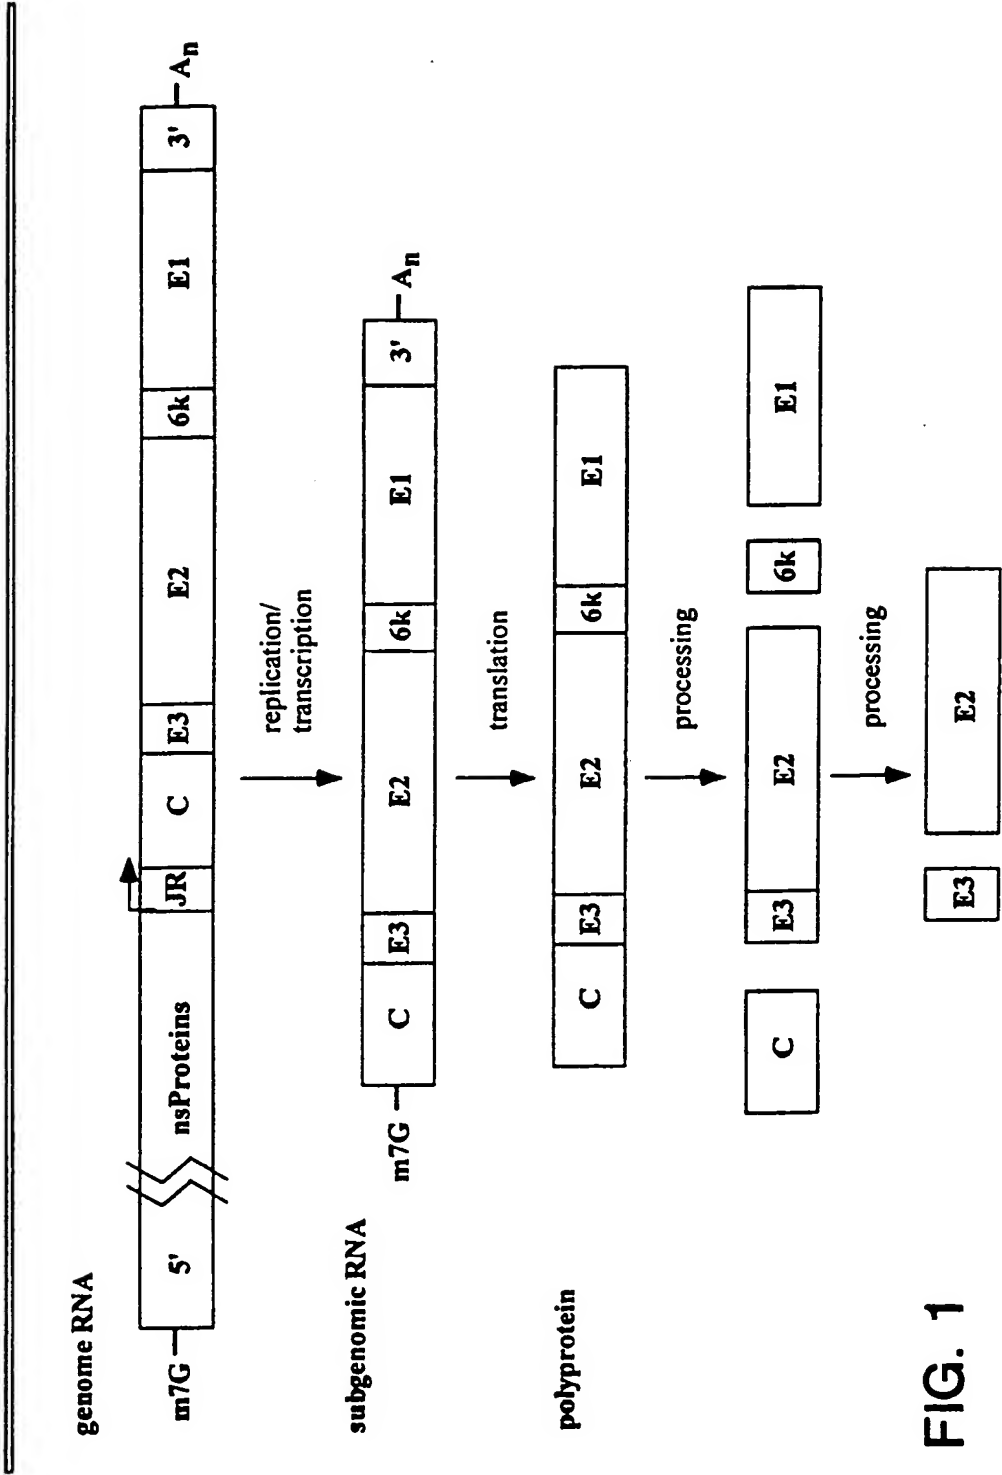 genome RNA
m7G 5' nsProteins JR C E3 E2 6k E1 3' An
replication/
transcription
subgenomic RNA
m7G C E3 E2 6k E1 3' An
translation
polyprotein
C E3 E2 6k E1
processing
C E3 E2 6k E1
processing
E3 E2
FIG. 1